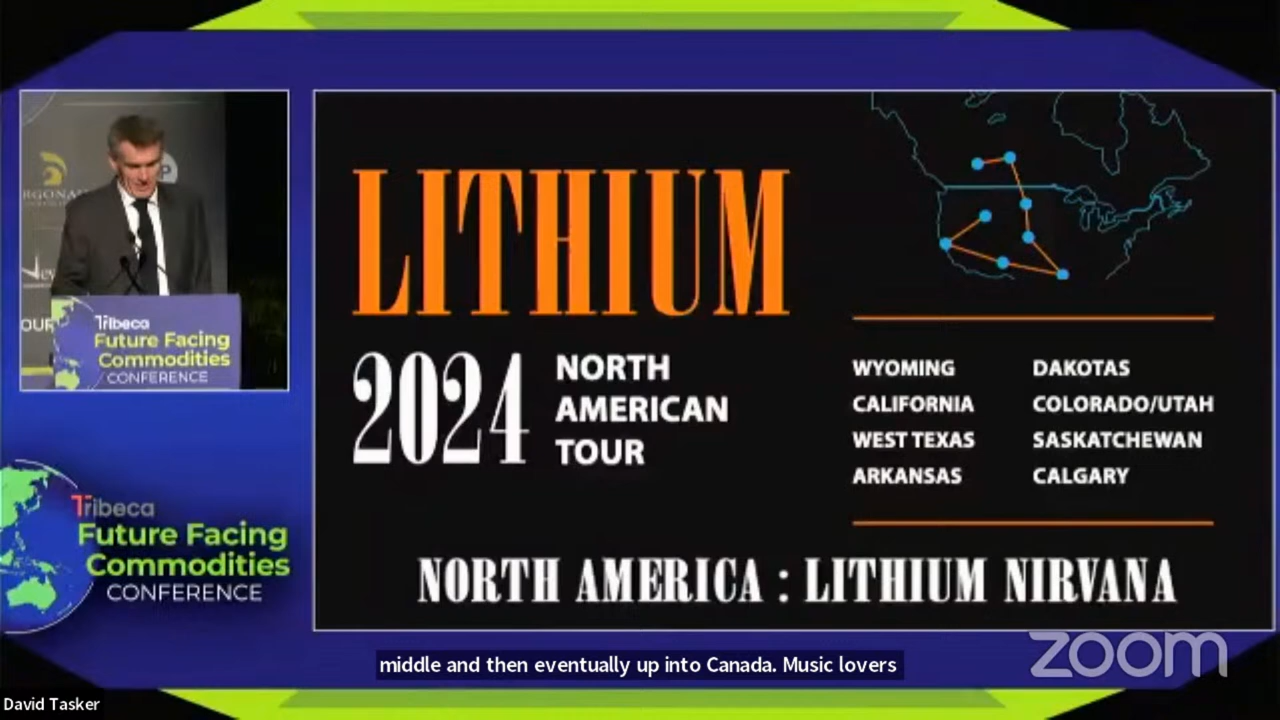 LITHIUM
2024
NORTH
AMERICAN
TOUR
WYOMING
CALIFORNIA
WEST TEXAS
ARKANSAS
DAKOTAS
COLORADO/UTAH
SASKATCHEWAN
CALGARY
NORTH AMERICA : LITHIUM NIRVANA
Tribeca
Future Facing
Commodities
CONFERENCE
Tribeca
Future Facing
Commodities
CONFERENCE
middle and then eventually up into Canada. Music lovers
zoom
David Tasker